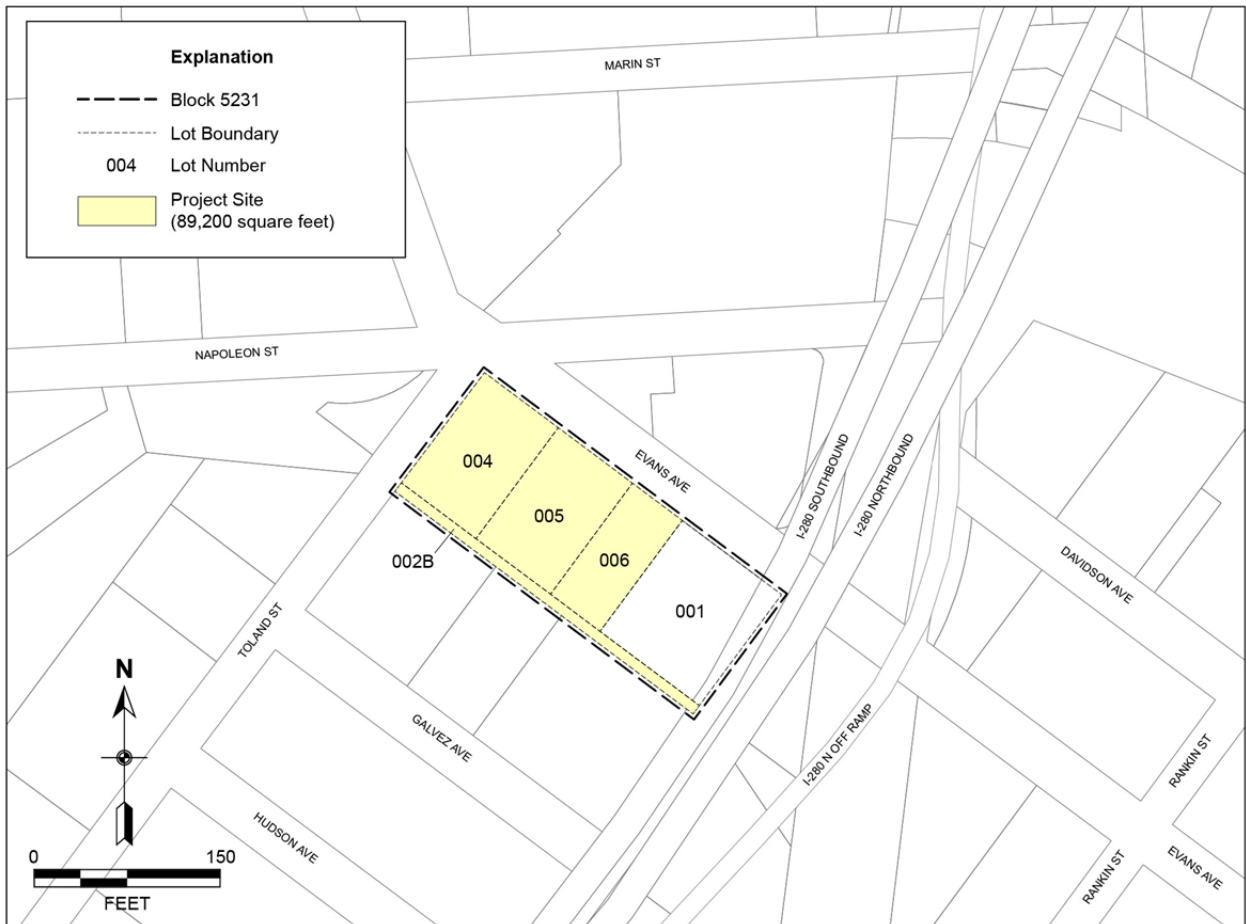 Explanation
Block 5231
Lot Boundary
004
Lot Number
Project Site
(89,200 square feet)
MARIN ST
NAPOLEON ST
EVANS AVE
I-280 SOUTHBOUND
I-280 NORTHBOUND
004
005
006
002B
001
DAVIDSON AVE
TOLAND ST
N
GALVEZ AVE
I-280 N OFF RAMP
RANKIN ST
HUDSON AVE
RANKIN ST
EVANS AVE
0
150
FEET